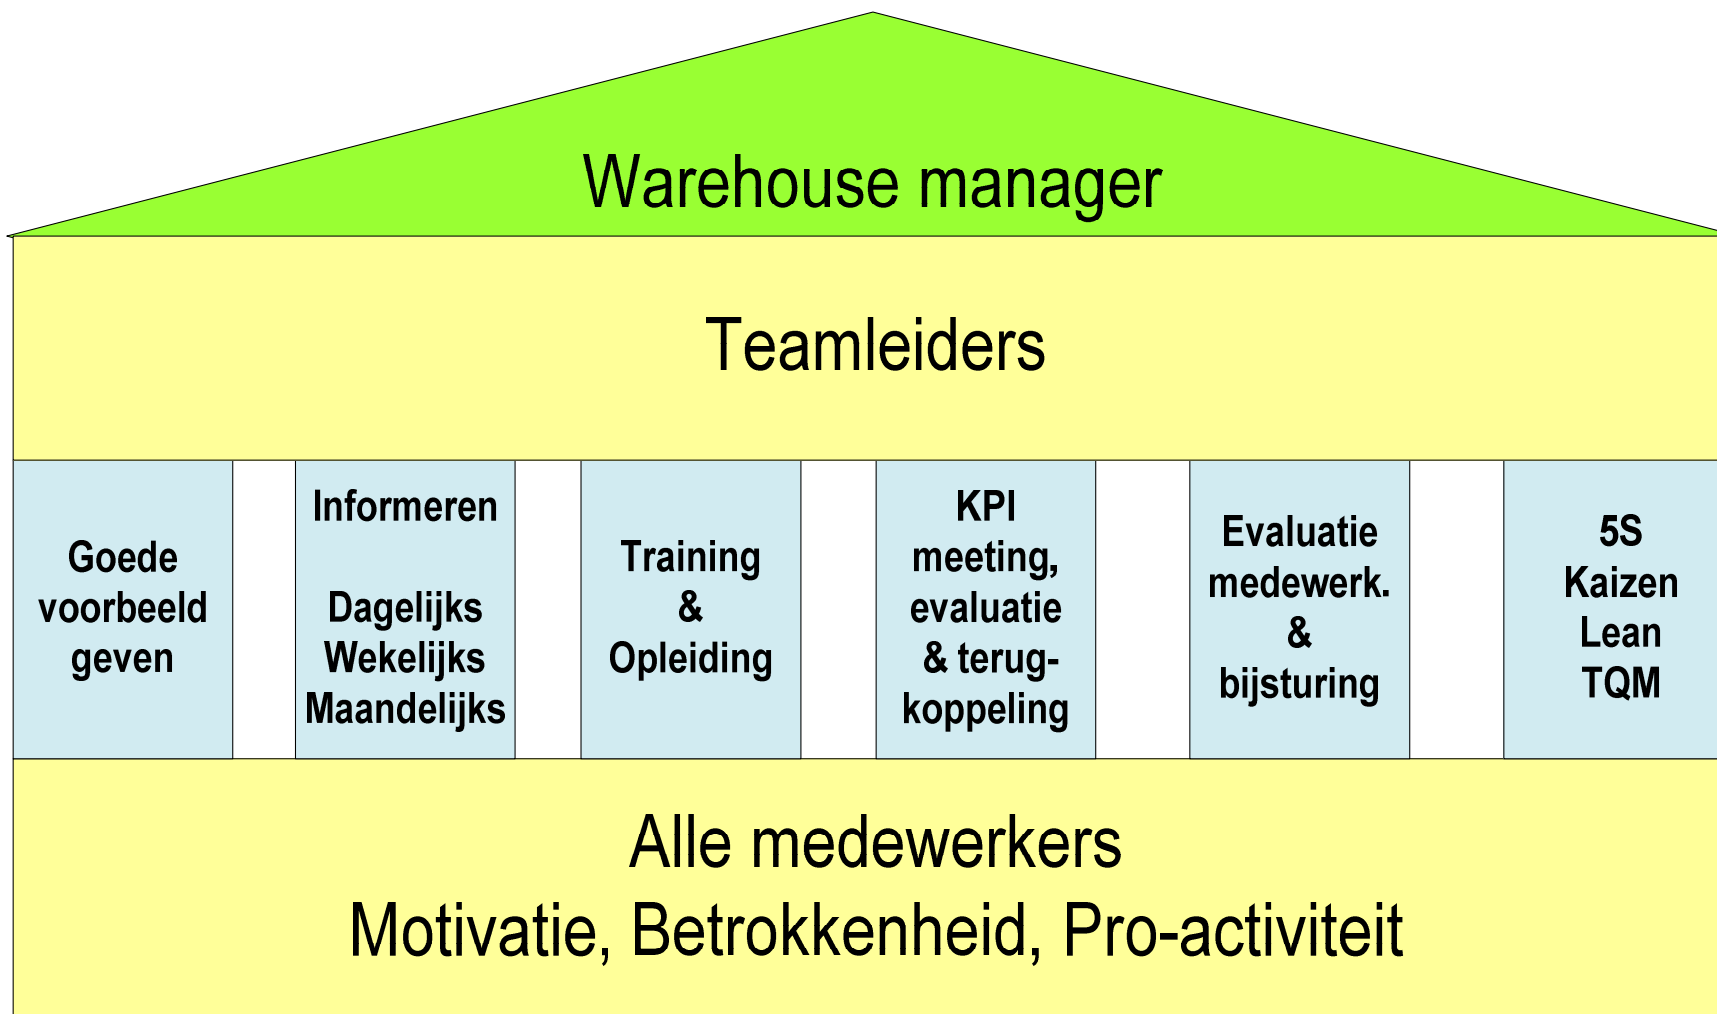 Warehouse manager
Teamleiders
Goede
voorbeeld
geven
Informeren
Dagelijks
Wekelijks
Maandelijks
Training
&
Opleiding
KPI
meeting,
evaluatie
& terug-
koppeling
Evaluatie
medewerk.
&
bijsturing
5S
Kaizen
Lean
TQM
Alle medewerkers
Motivatie, Betrokkenheid, Pro-activiteit